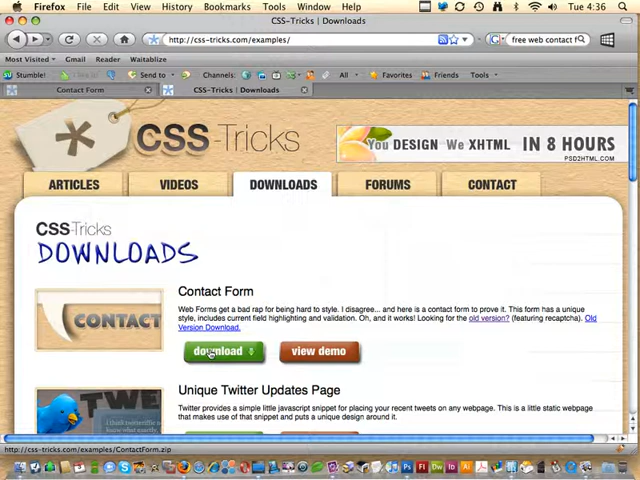 Firefox File Edit View History Bookmarks Tools Window Help Tue 4:36
CSS-Tricks | Downloads
http://css-tricks.com/examples/
free web contact f
Most Visited Gmail Reader Waitablize
Stumble! Send to Channels: All Favorites Friends Tools
Contact Form CSS-Tricks | Downloads
CSS-Tricks
You DESIGN We XHTML IN 8 HOURS
PSD2HTML.COM
ARTICLES VIDEOS DOWNLOADS FORUMS CONTACT
CSS-Tricks
DOWNLOADS
Contact Form
CONTACT
Web Forms get a bad rap for being hard to style. I disagree... and here is a contact form to prove it. This form has a unique
style, includes current field highlighting and validation. Oh, and it works! Looking for the old version? (featuring recaptcha). Old
Version Download.
download view demo
Unique Twitter Updates Page
TWE
Twitter provides a simple little javascript snippet for placing your recent tweets on any webpage. This is a little static webpage
that makes use of that snippet and puts a unique design around it.
http://css-tricks.com/examples/ContactForm.zip